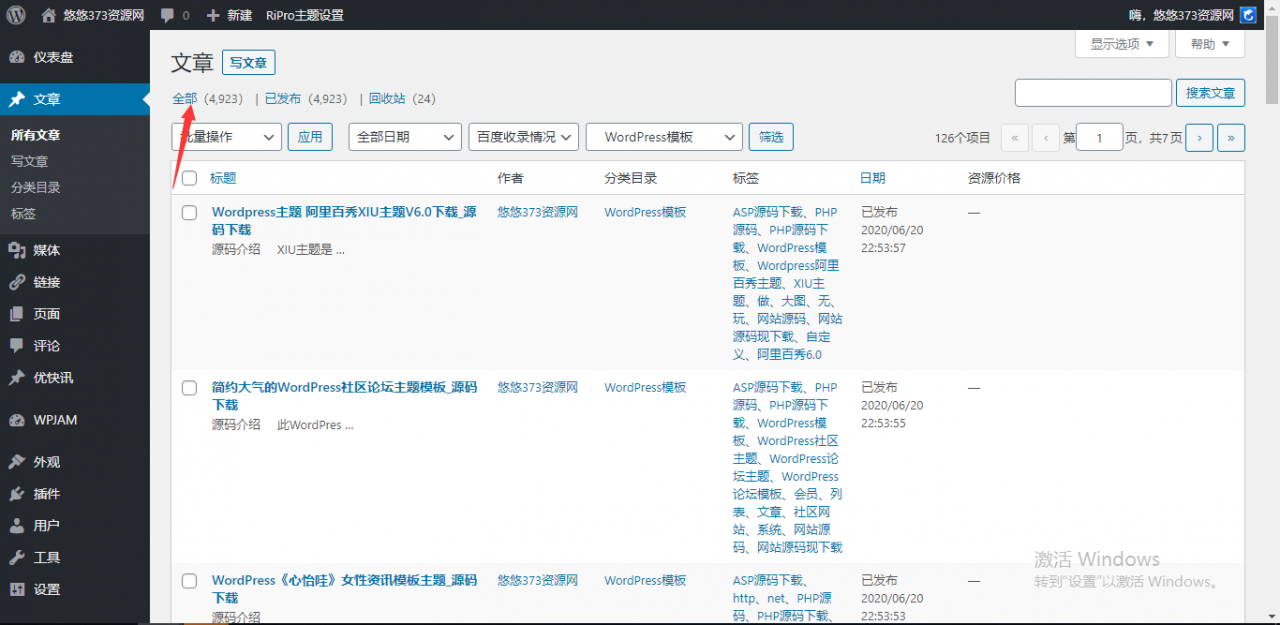 悠悠373资源网 0 新建 RiPro主题设置 嗨，悠悠373资源网
显示选项 帮助
仪表盘
文章
所有文章
写文章
分类目录
标签
媒体
链接
页面
评论
优快讯
WPJAM
外观
插件
用户
工具
设置
文章 写文章
全部 (4,923) | 已发布 (4,923) | 回收站 (24)
搜索文章
批量操作 应用 全部日期 百度收录情况 WordPress模板 筛选 126个项目 « ‹ 第 1 页，共7页 › »
标题 作者 分类目录 标签 日期 资源价格
Wordpress主题 阿里百秀XIU主题V6.0下载_源
码下载
源码介绍 XIU主题是 ...
悠悠373资源网
WordPress模板
ASP源码下载、PHP
源码、PHP源码下
载、WordPress模
板、Wordpress阿里
百秀主题、XIU主
题、做、大图、无、
玩、网站源码、网站
源码现下载、自定
义、阿里百秀6.0
已发布
2020/06/20
22:53:57
—
简约大气的WordPress社区论坛主题模板_源码
下载
源码介绍 此WordPres ...
悠悠373资源网
WordPress模板
ASP源码下载、PHP
源码、PHP源码下
载、WordPress模
板、WordPress社区
主题、WordPress论
坛主题、WordPress
论坛模板、会员、列
表、文章、社区网
站、系统、网站源
码、网站源码现下载
已发布
2020/06/20
22:53:55
—
WordPress《心怡哇》女性资讯模板主题_源码
下载
源码介绍
悠悠373资源网
WordPress模板
ASP源码下载、
http、net、PHP源
码、PHP源码下载、
已发布
2020/06/20
22:53:53
—
激活 Windows
转到“设置”以激活 Windows。